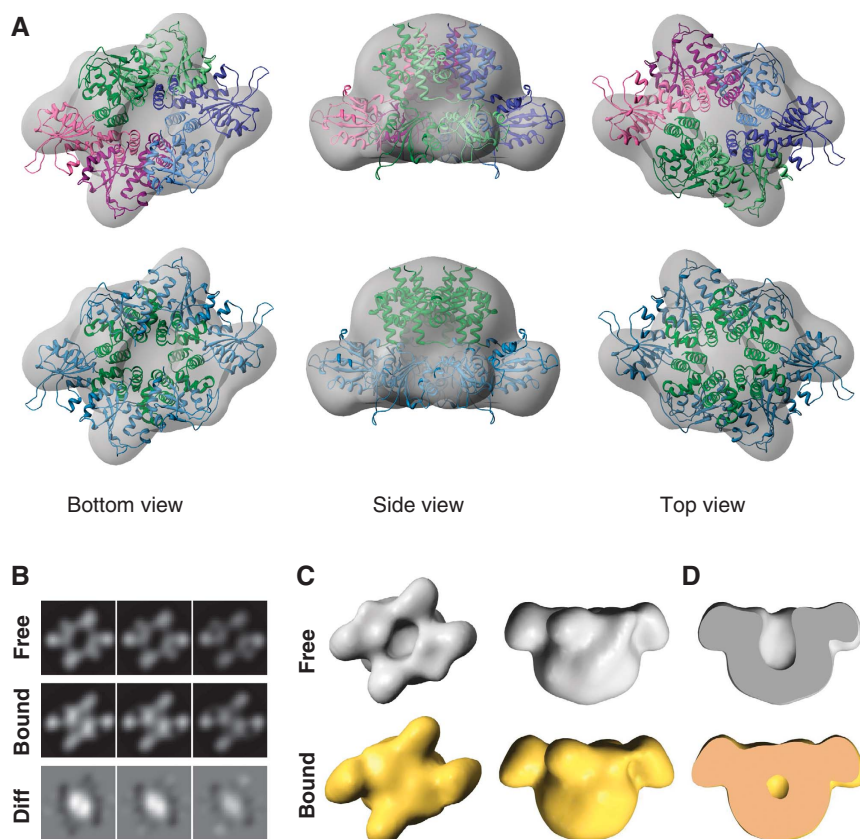 A
Bottom view
Side view
Top view
B
C
D
Free
Bound
Diff
Free
Bound